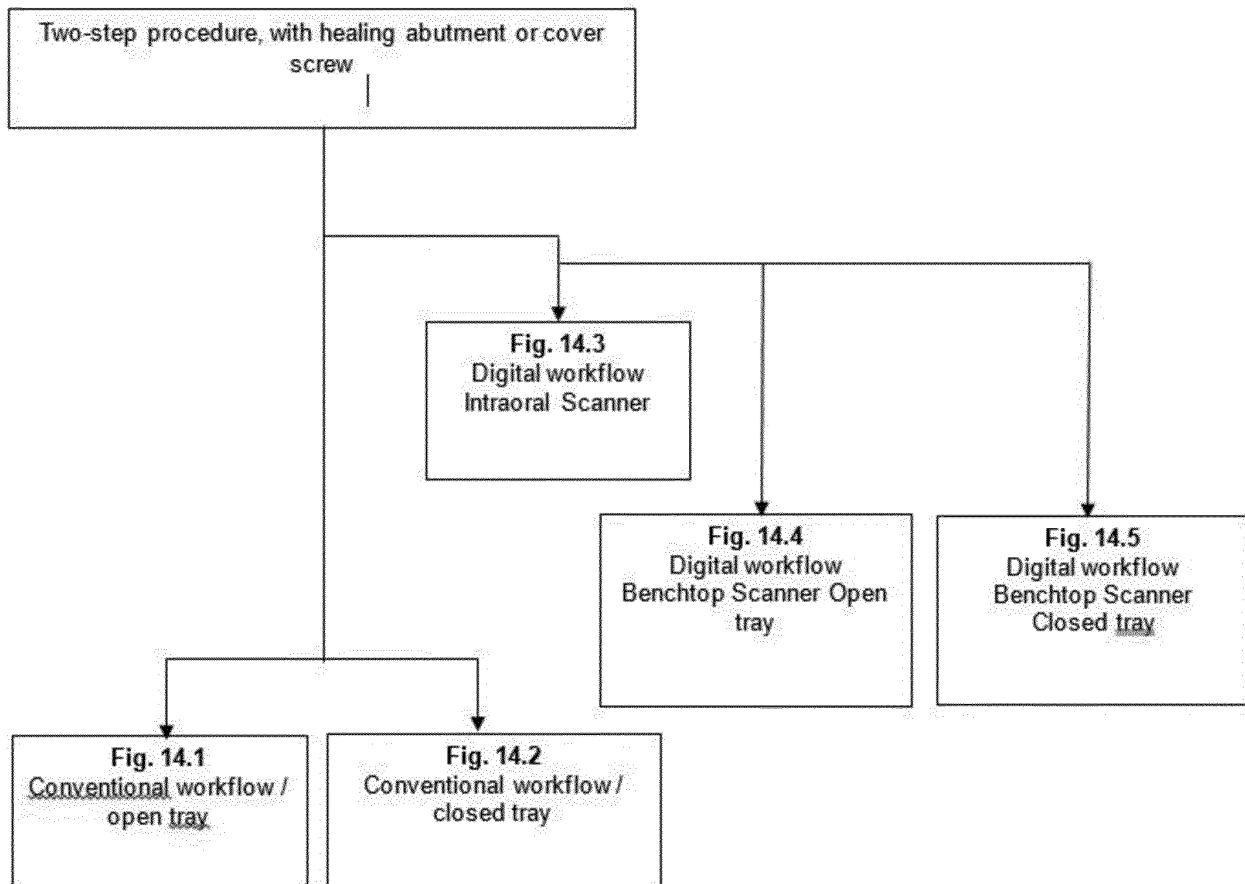 Two-step procedure, with healing abutment or cover
screw
Fig. 14.3
Digital workflow
Intraoral Scanner
Fig. 14.4
Digital workflow
Benchtop Scanner Open
tray
Fig. 14.5
Digital workflow
Benchtop Scanner
Closed tray
Fig. 14.1
Conventional workflow /
open tray
Fig. 14.2
Conventional workflow /
closed tray